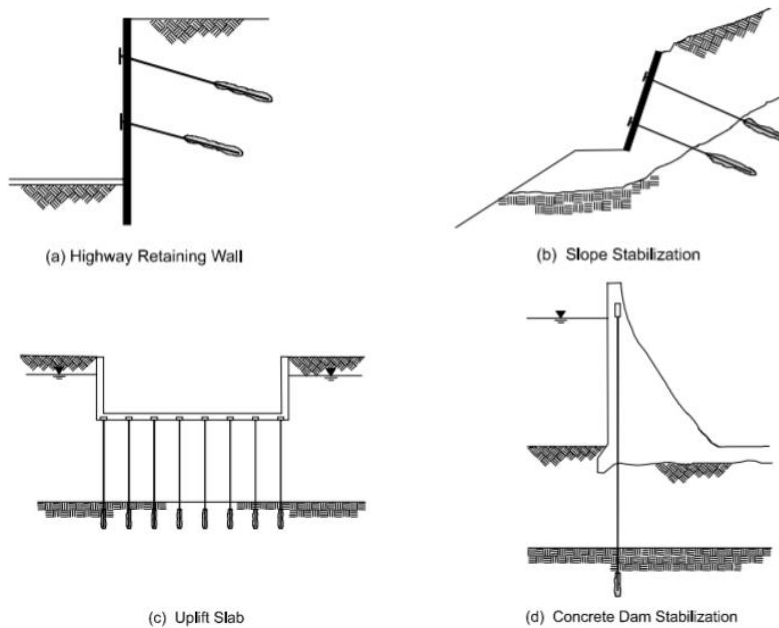 (a) Highway Retaining Wall
(b) Slope Stabilization
(c) Uplift Slab
(d) Concrete Dam Stabilization